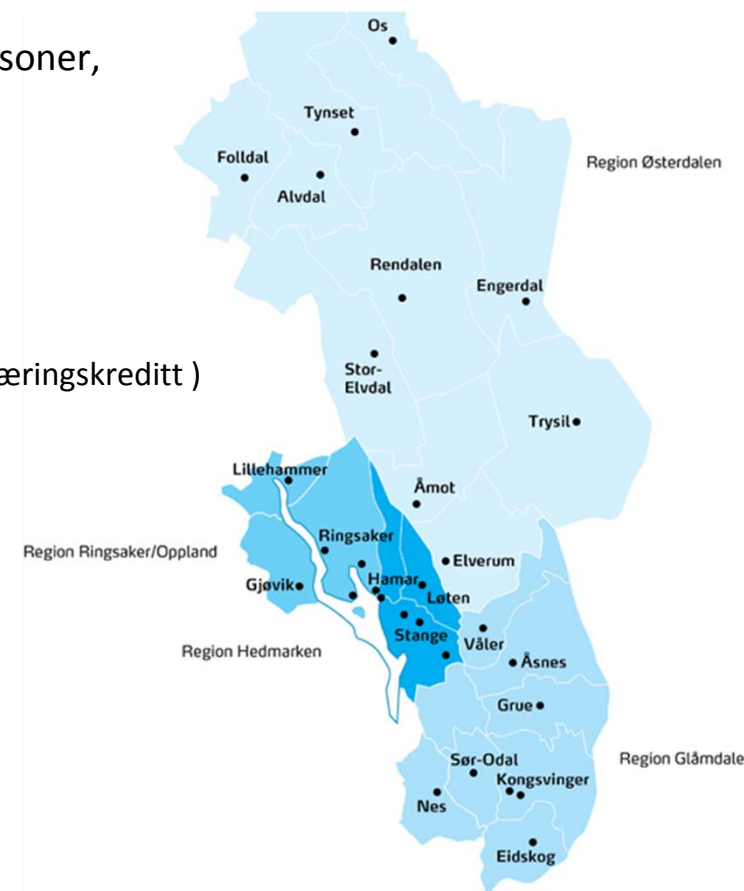 Os
soner,
Tynset
Folldal
Region Østerdalen
Alvdal
Rendalen
Engerdal
Stor-
Elvdal
æringskreditt )
Trysil
Lillehammer
Åmot
Ringsaker
Region Ringsaker/Oppland
Elverum
Gjøvik
Hamar
Løten
Stange
Våler
Region Hedmarken
Åsnes
Grue
Sør-Odal
Region Glåmdale
Kongsvinger
Nes
Eidskog